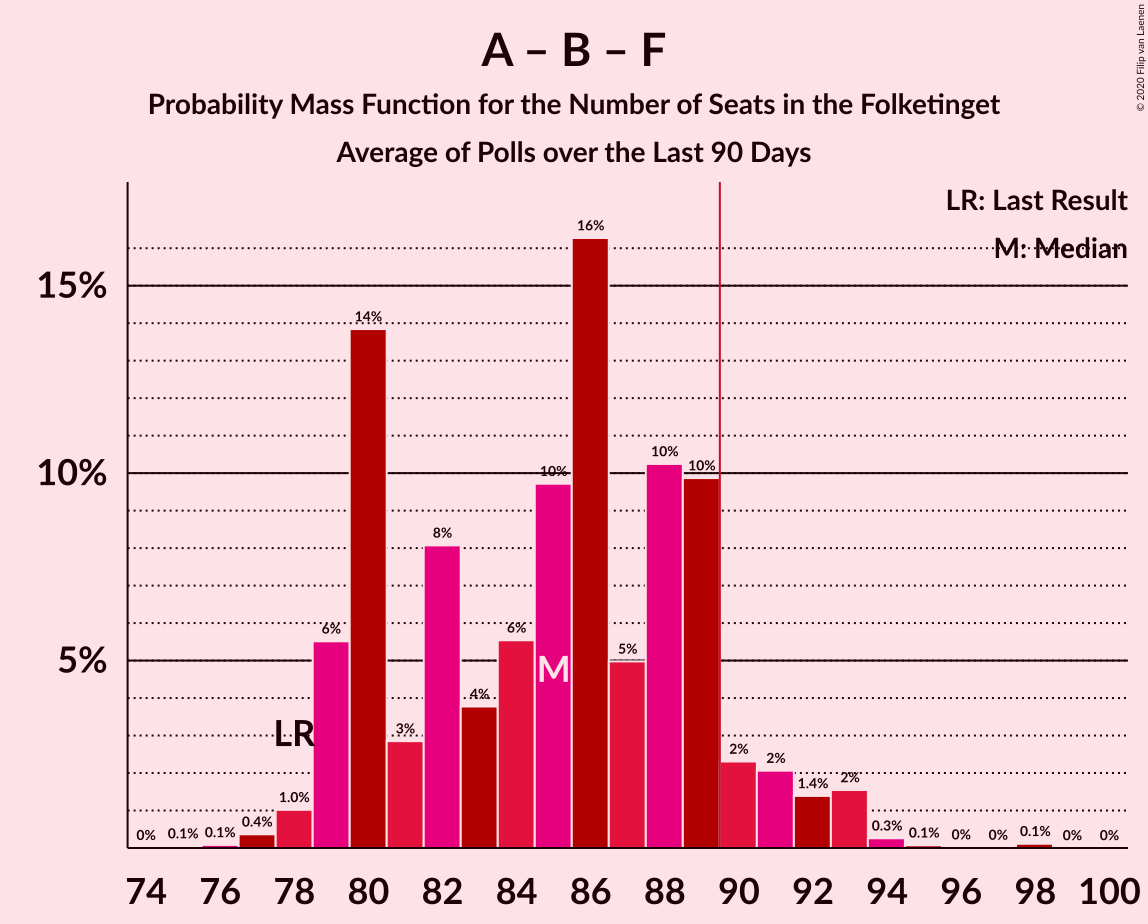 A – B – F
Probability Mass Function for the Number of Seats in the Folketinget
Average of Polls over the Last 90 Days
© 2020 Filip van Laenen
LR: Last Result
M: Median
15%
10%
5%
0% 0.1% 0.1% 0.4% 1.0% 6% 14% 3% 8% 4% 6% 10% 16% 5% 10% 10% 2% 2% 1.4% 2% 0.3% 0.1% 0% 0% 0.1% 0% 0%
LR
M
74 76 78 80 82 84 86 88 90 92 94 96 98 100